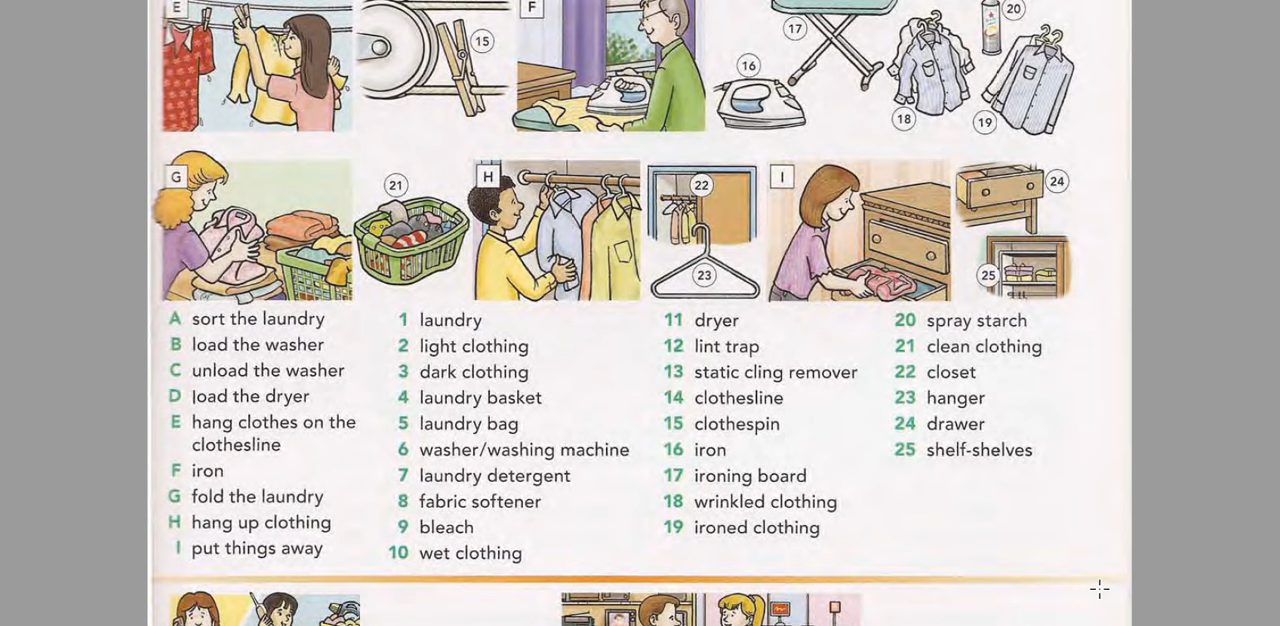 E
15
F
17
16
20
18
19
G
21
H
22
23
I
24
25
A sort the laundry
B load the washer
C unload the washer
D load the dryer
E hang clothes on the
clothesline
F iron
G fold the laundry
H hang up clothing
I put things away
1 laundry
2 light clothing
3 dark clothing
4 laundry basket
5 laundry bag
6 washer/washing machine
7 laundry detergent
8 fabric softener
9 bleach
10 wet clothing
11 dryer
12 lint trap
13 static cling remover
14 clothesline
15 clothespin
16 iron
17 ironing board
18 wrinkled clothing
19 ironed clothing
20 spray starch
21 clean clothing
22 closet
23 hanger
24 drawer
25 shelf-shelves